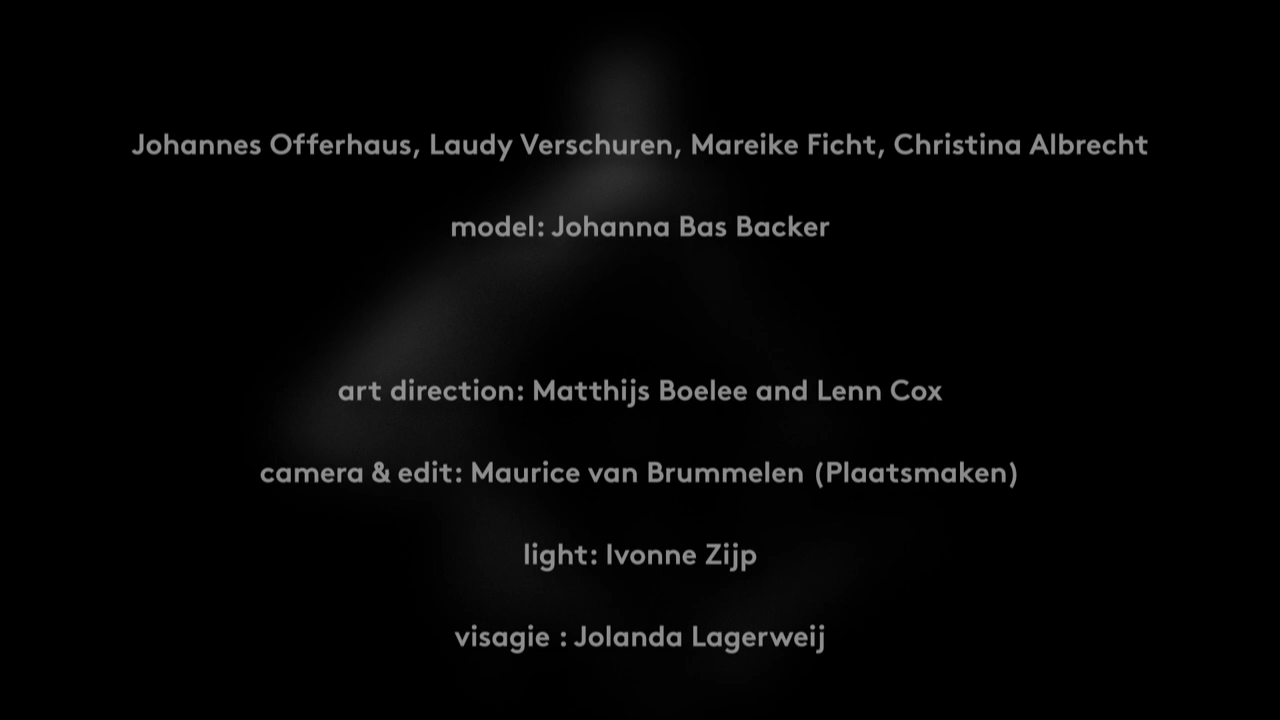 Johannes Offerhaus, Laudy Verschuren, Mareike Ficht, Christina Albrecht
model: Johanna Bas Backer
art direction: Matthijs Boelee and Lenn Cox
camera & edit: Maurice van Brummelen (Plaatsmaken)
light: Ivonne Zijp
visagie : Jolanda Lagerweij